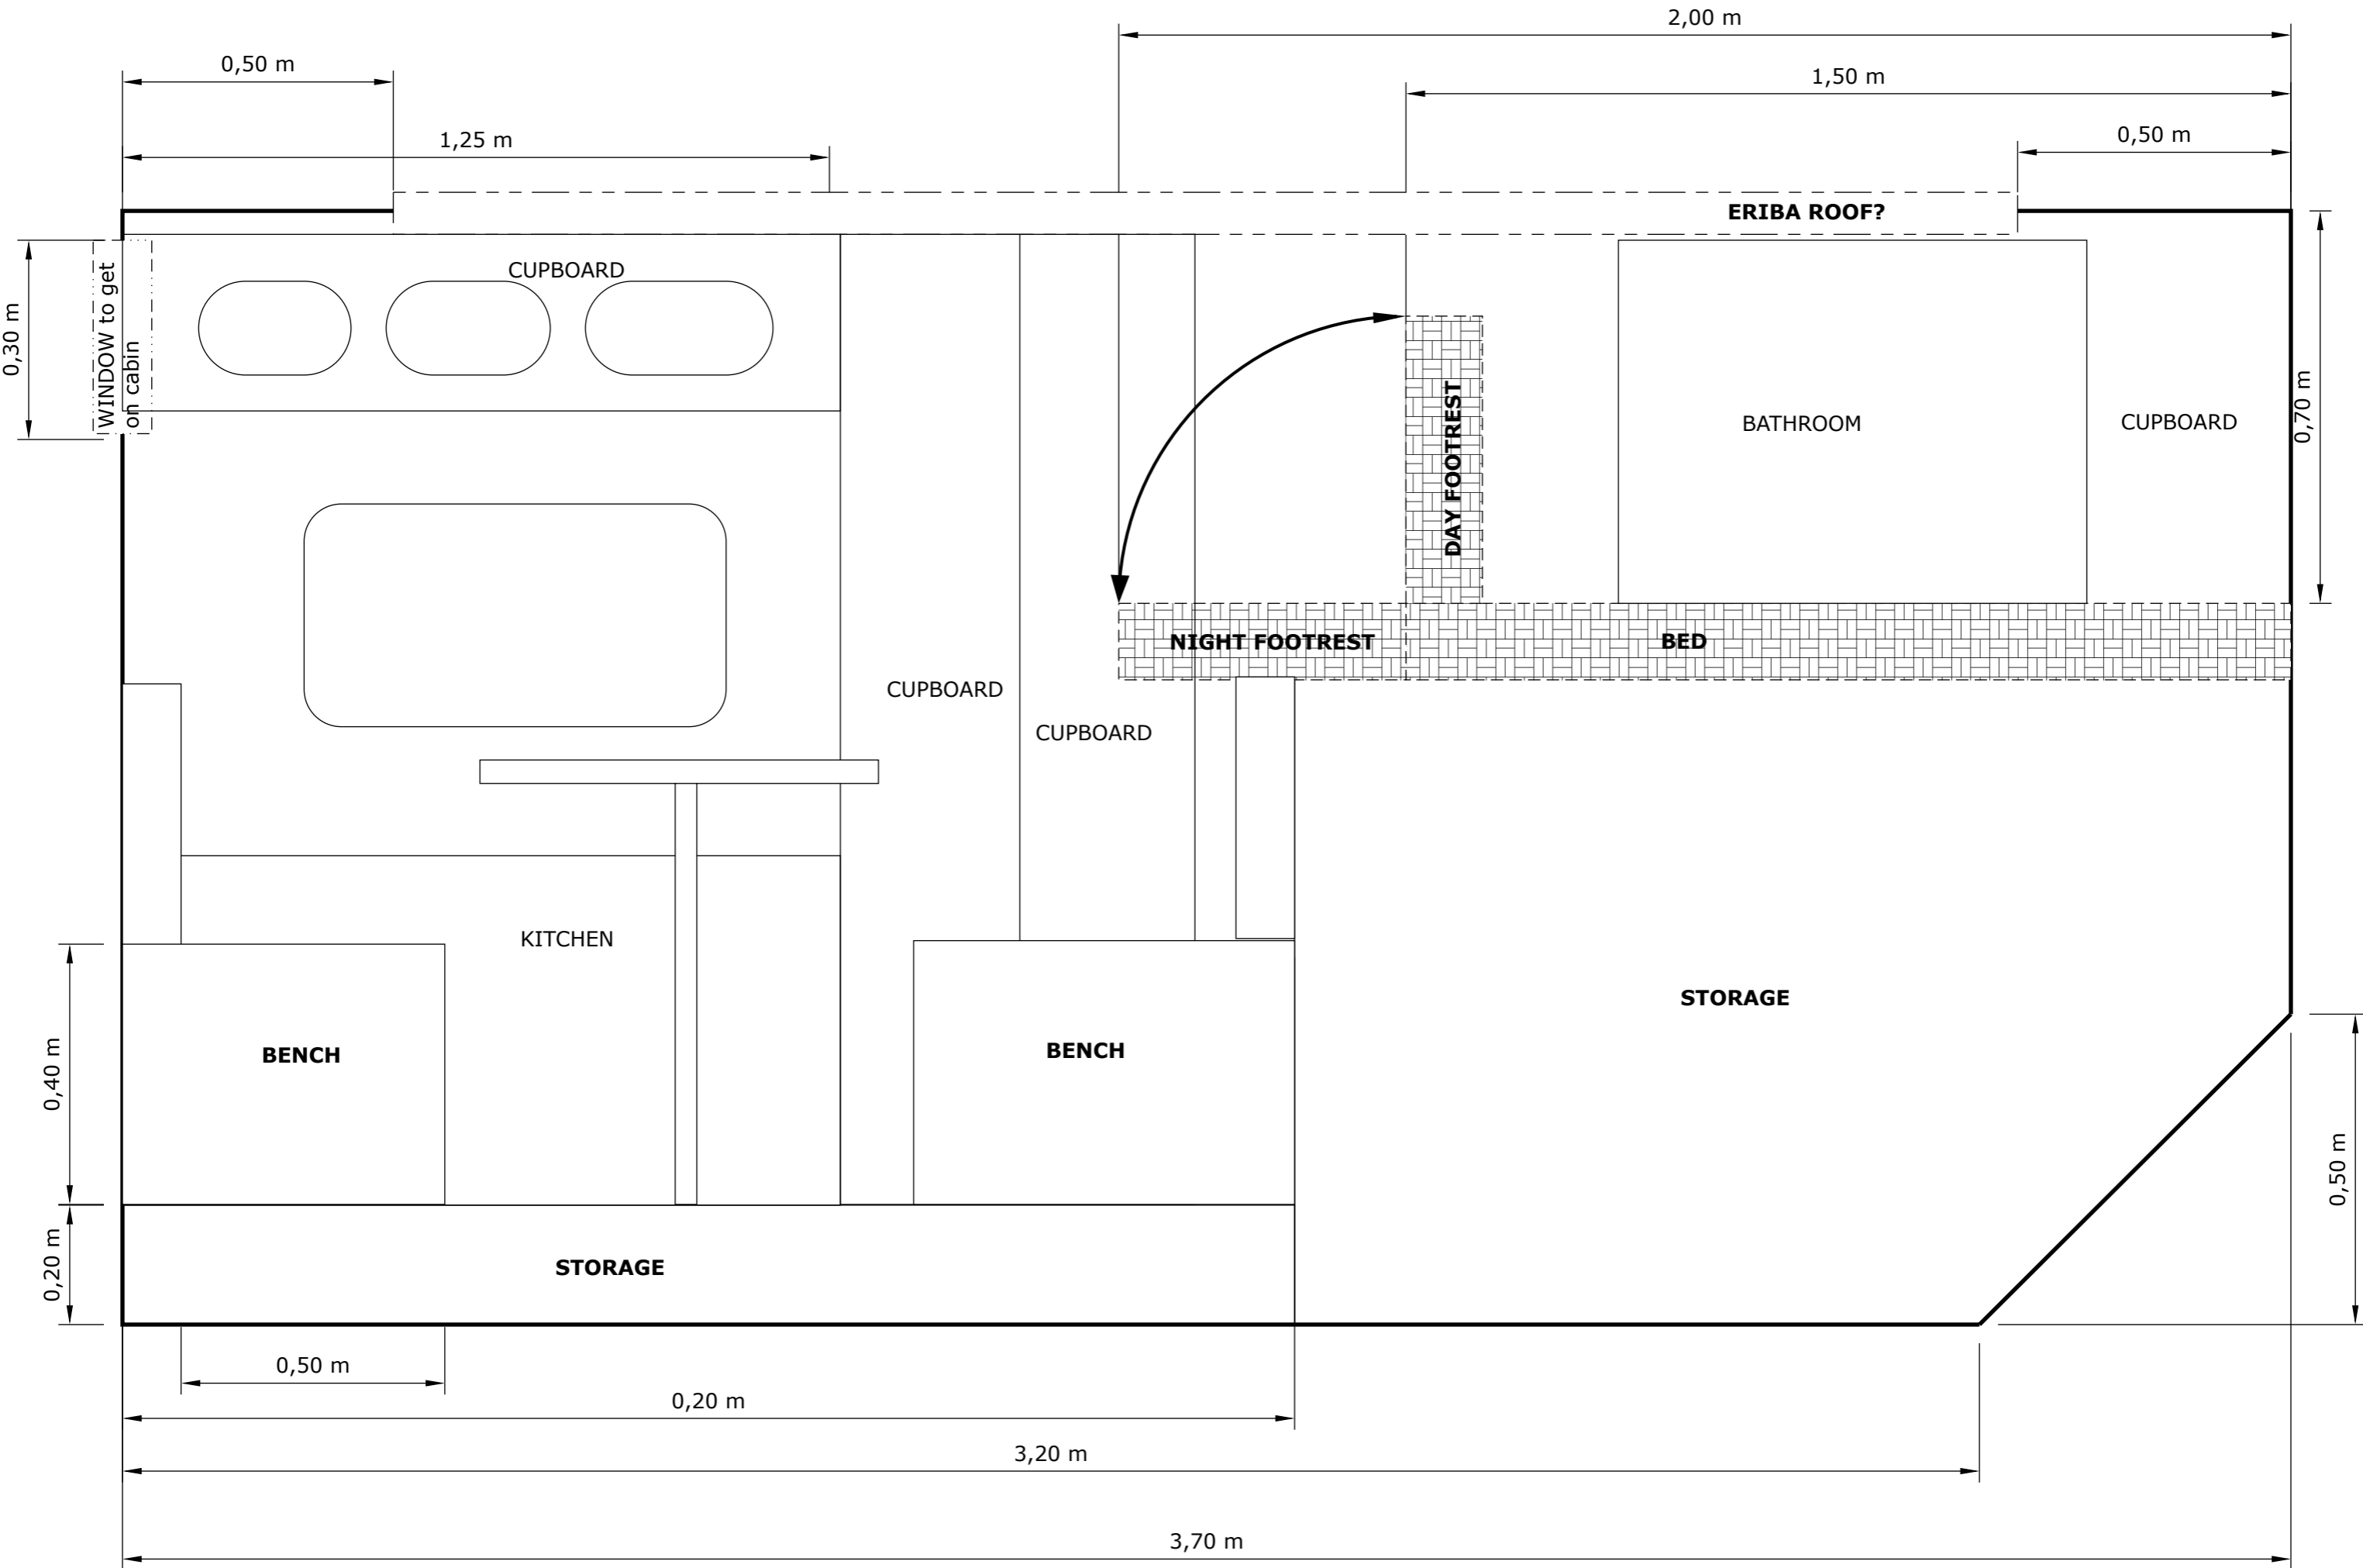 2,00 m
0,50 m
1,50 m
1,25 m
0,50 m
ERIBA ROOF?
CUPBOARD
WINDOW to get
on cabin
0,30 m
DAY FOOTREST
BATHROOM
CUPBOARD
0,70 m
NIGHT FOOTREST
BED
CUPBOARD
CUPBOARD
KITCHEN
STORAGE
BENCH
BENCH
0,40 m
0,50 m
0,20 m
STORAGE
0,50 m
0,20 m
3,20 m
3,70 m